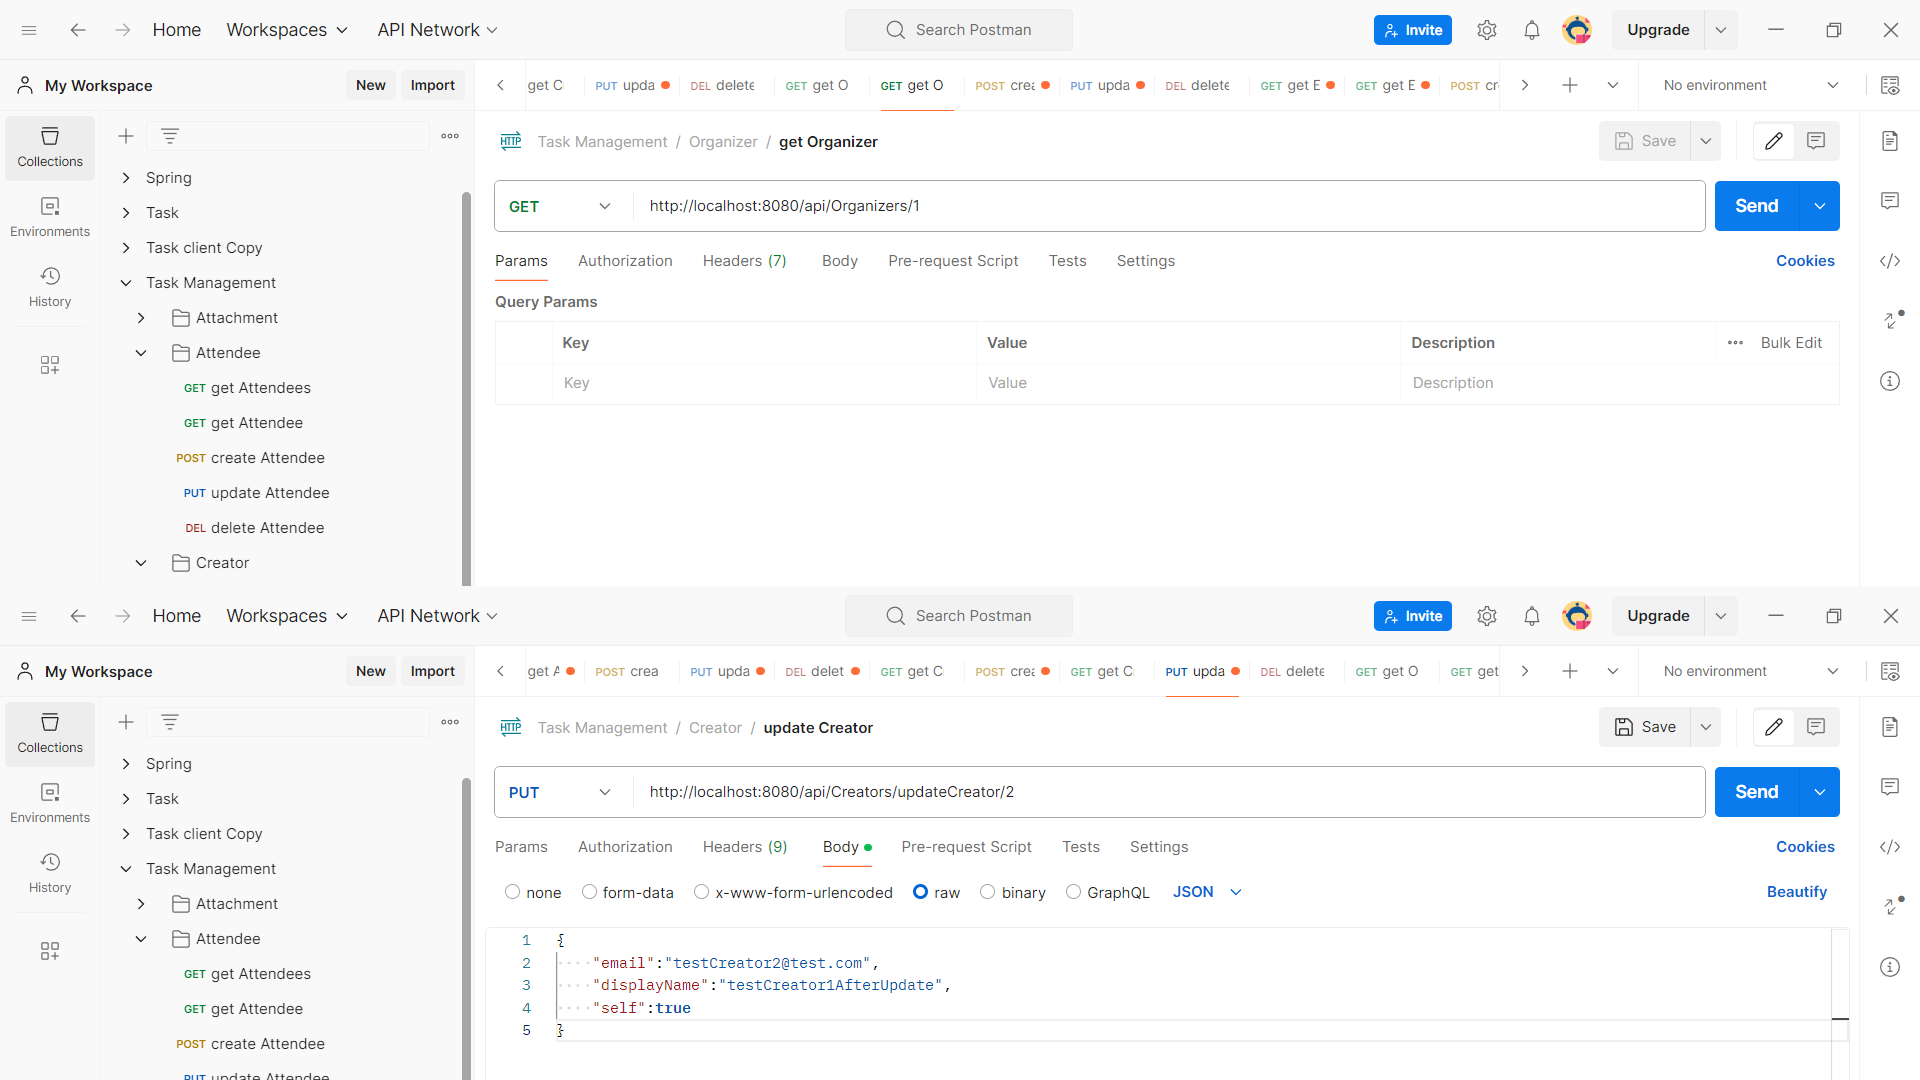 Home Workspaces API Network Search Postman Invite Upgrade
My Workspace New Import get C PUT upda DEL delete GET get O GET get O POST crea PUT upda DEL delete GET get E GET get E POST cr No environment
HTTP Task Management / Organizer / get Organizer Save
Collections
Environments
History
Spring
Task
Task client Copy
Task Management
Attachment
Attendee
GET get Attendees
GET get Attendee
POST create Attendee
PUT update Attendee
DEL delete Attendee
Creator
GET http://localhost:8080/api/Organizers/1 Send
Params Authorization Headers (7) Body Pre-request Script Tests Settings Cookies
Query Params
Key Value Description Bulk Edit
Key Value Description
Home Workspaces API Network Search Postman Invite Upgrade
My Workspace New Import get A POST crea PUT upda DEL delet GET get C POST crea GET get C PUT upda DEL delete GET get O GET get No environment
HTTP Task Management / Creator / update Creator Save
Collections
Environments
History
Spring
Task
Task client Copy
Task Management
Attachment
Attendee
GET get Attendees
GET get Attendee
POST create Attendee
PUT update Attendee
PUT http://localhost:8080/api/Creators/updateCreator/2 Send
Params Authorization Headers (9) Body Pre-request Script Tests Settings Cookies
none form-data x-www-form-urlencoded raw binary GraphQL JSON Beautify
1 {
2 "email":"testCreator2@test.com",
3 "displayName":"testCreator1AfterUpdate",
4 "self":true
5 }